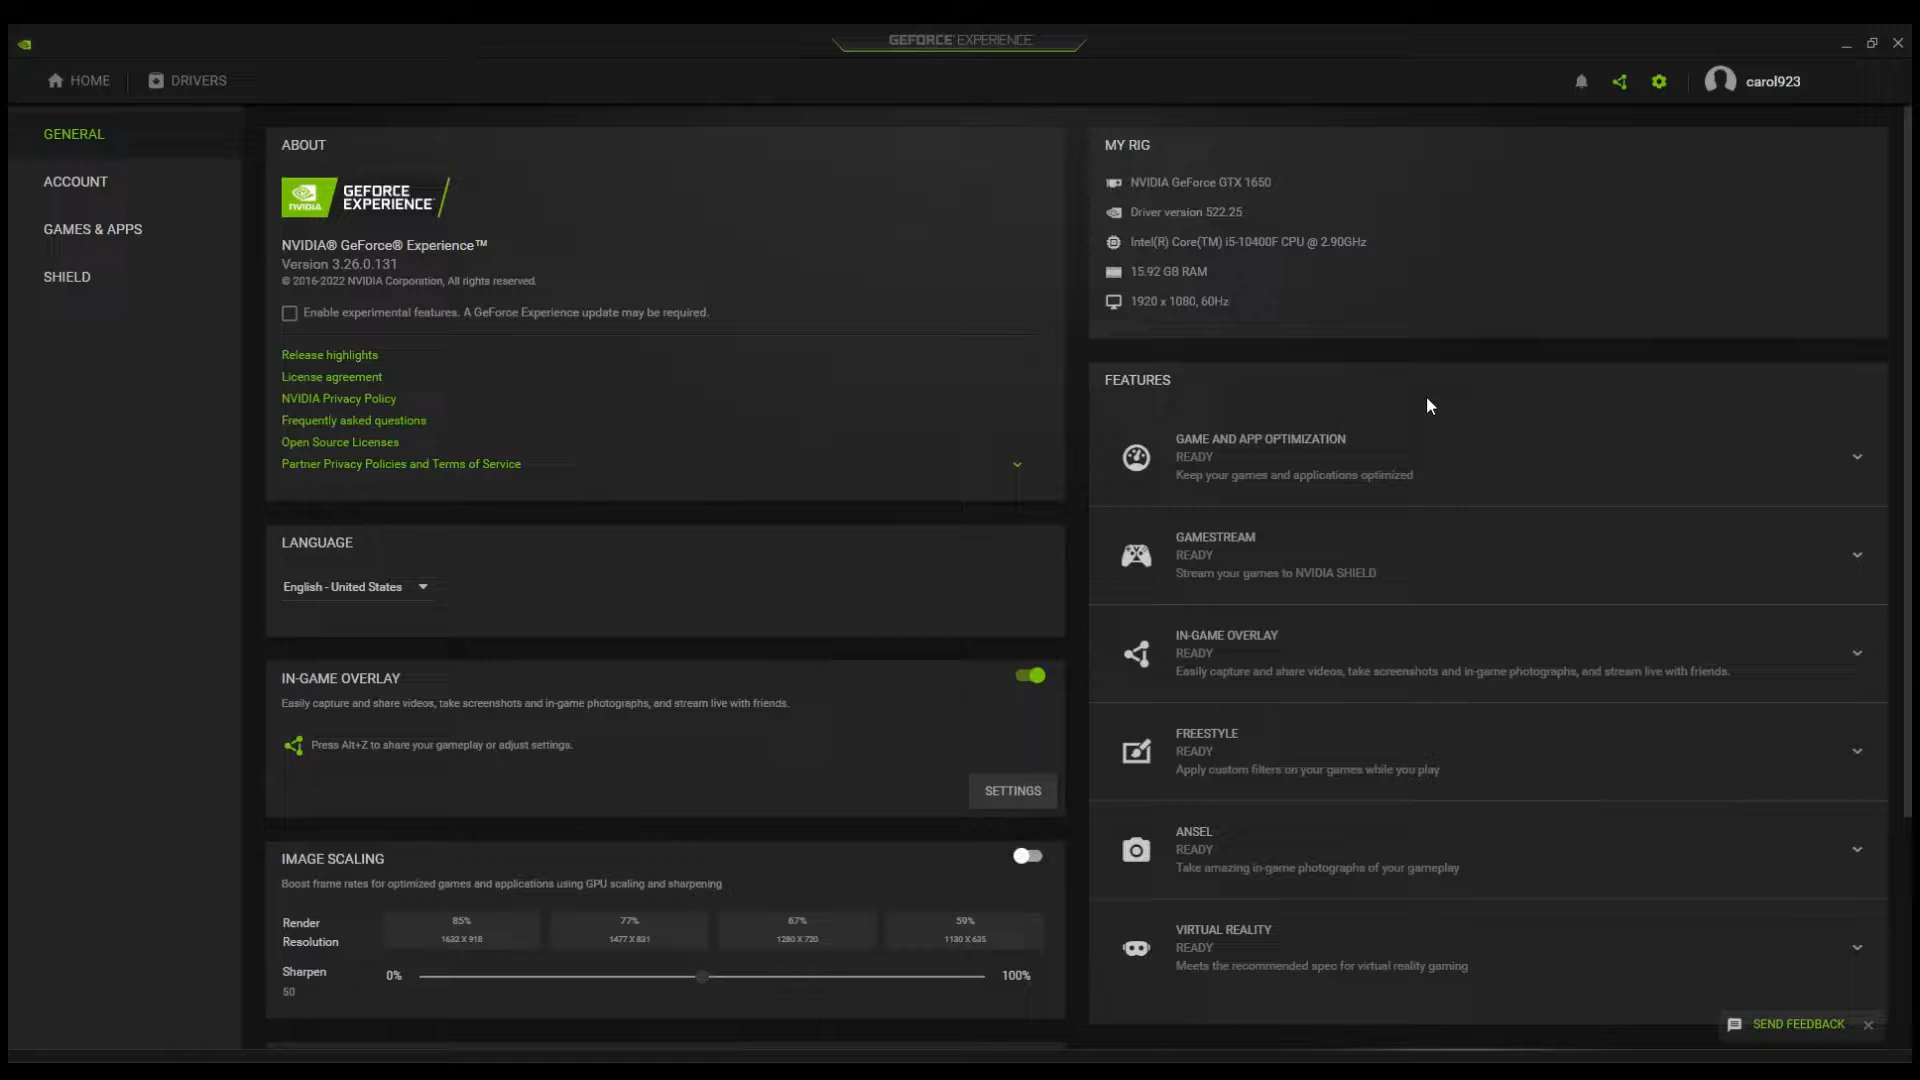 GEFORCE EXPERIENCE
HOME
DRIVERS
carol923
GENERAL
ACCOUNT
GAMES & APPS
SHIELD
ABOUT
NVIDIA
GEFORCE
EXPERIENCE
NVIDIA® GeForce® Experience™
Version 3.26.0.131
© 2016-2022 NVIDIA Corporation, All rights reserved.
Enable experimental features. A GeForce Experience update may be required.
Release highlights
License agreement
NVIDIA Privacy Policy
Frequently asked questions
Open Source Licenses
Partner Privacy Policies and Terms of Service
LANGUAGE
English - United States
IN-GAME OVERLAY
Easily capture and share videos, take screenshots and in-game photographs, and stream live with friends.
Press Alt+Z to share your gameplay or adjust settings.
SETTINGS
IMAGE SCALING
Boost frame rates for optimized games and applications using GPU scaling and sharpening
Render
Resolution
85%
1632 X 918
77%
1477 X 831
67%
1280 X 720
59%
1130 X 635
Sharpen
50
0%
100%
MY RIG
NVIDIA GeForce GTX 1650
Driver version 522.25
Intel(R) Core(TM) i5-10400F CPU @ 2.90GHz
15.92 GB RAM
1920 x 1080, 60Hz
FEATURES
GAME AND APP OPTIMIZATION
READY
Keep your games and applications optimized
GAMESTREAM
READY
Stream your games to NVIDIA SHIELD
IN-GAME OVERLAY
READY
Easily capture and share videos, take screenshots and in-game photographs, and stream live with friends.
FREESTYLE
READY
Apply custom filters on your games while you play
ANSEL
READY
Take amazing in-game photographs of your gameplay
VIRTUAL REALITY
READY
Meets the recommended spec for virtual reality gaming
SEND FEEDBACK